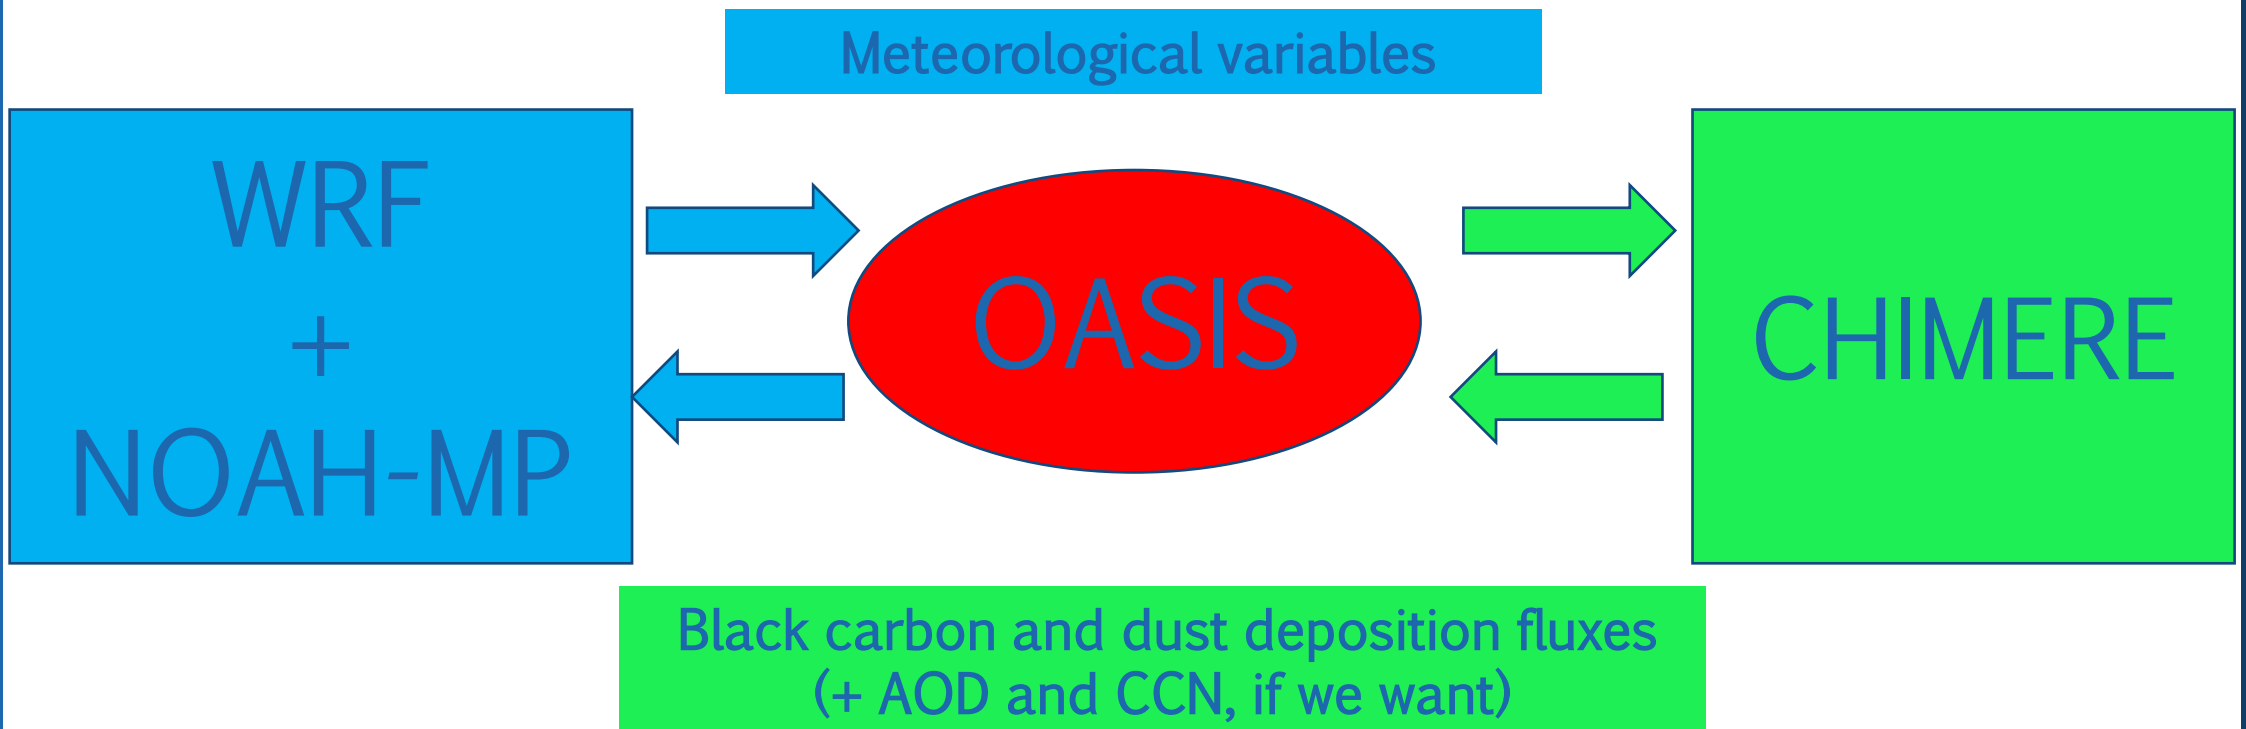 Meteorological variables
WRF
+
NOAH-MP
OASIS
CHIMERE
Black carbon and dust deposition fluxes
(+ AOD and CCN, if we want)